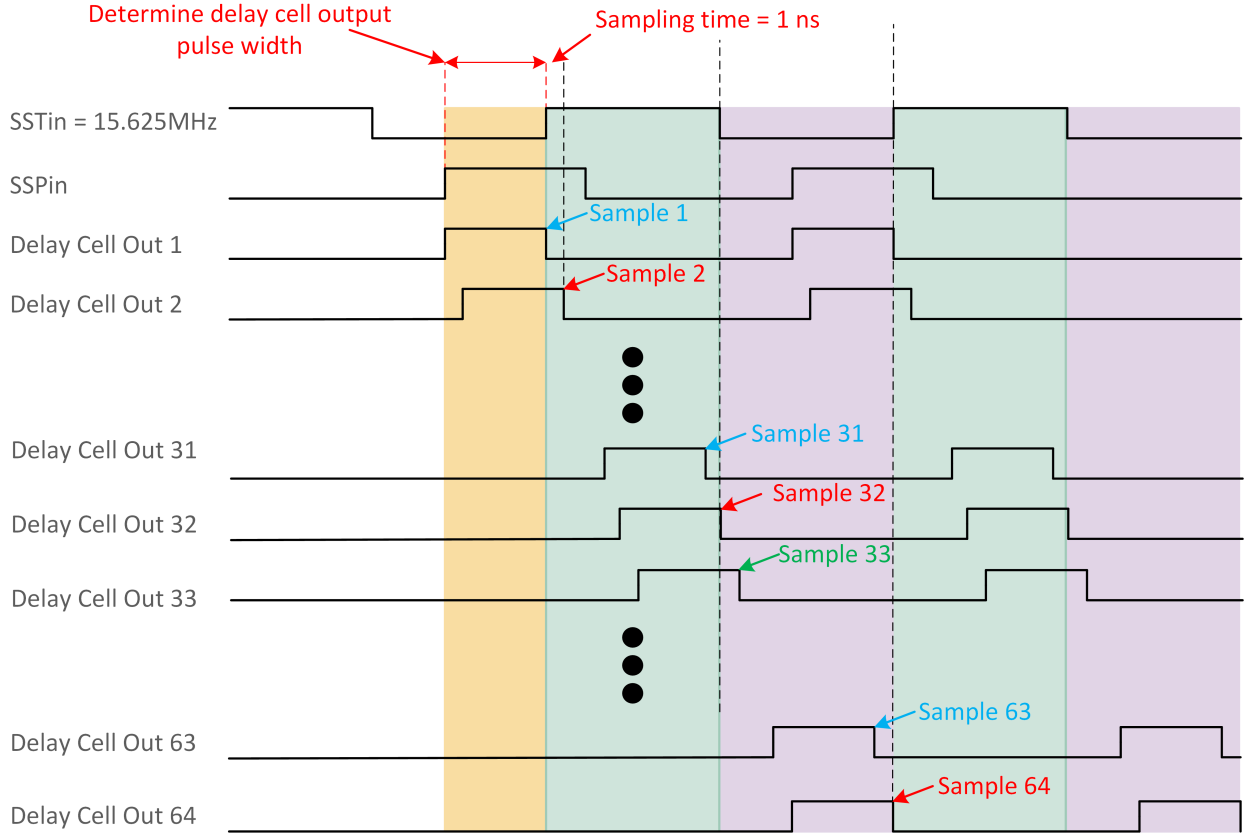 Determine delay cell output
pulse width
Sampling time = 1 ns
SSTin = 15.625MHz
SSPin
Sample 1
Delay Cell Out 1
Sample 2
Delay Cell Out 2
Sample 31
Delay Cell Out 31
Sample 32
Delay Cell Out 32
Sample 33
Delay Cell Out 33
Sample 63
Delay Cell Out 63
Sample 64
Delay Cell Out 64